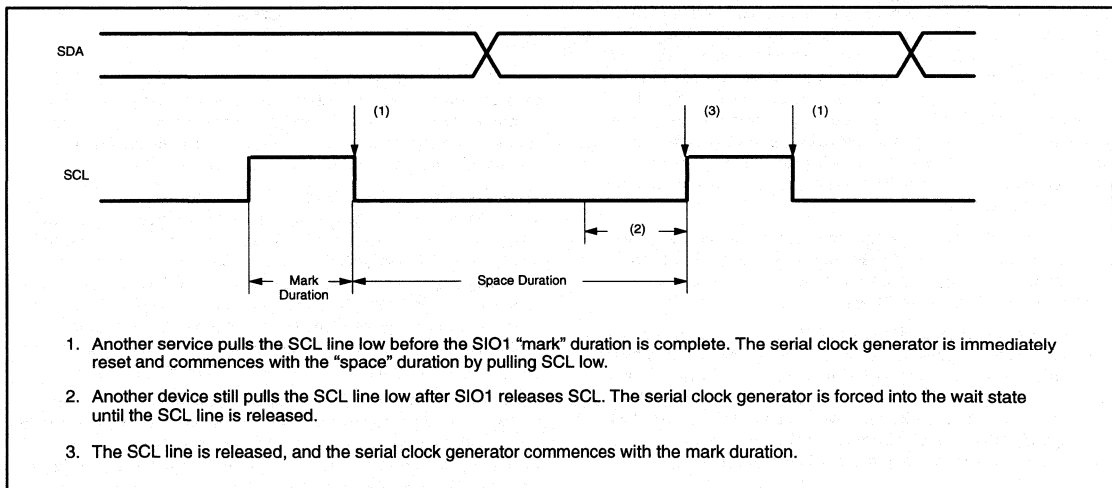 SDA
(1)
(3)
(1)
SCL
(2)
Mark
Duration
Space Duration
1. Another service pulls the SCL line low before the SIO1 “mark” duration is complete. The serial clock generator is immediately
reset and commences with the “space” duration by pulling SCL low.
2. Another device still pulls the SCL line low after SIO1 releases SCL. The serial clock generator is forced into the wait state
until the SCL line is released.
3. The SCL line is released, and the serial clock generator commences with the mark duration.